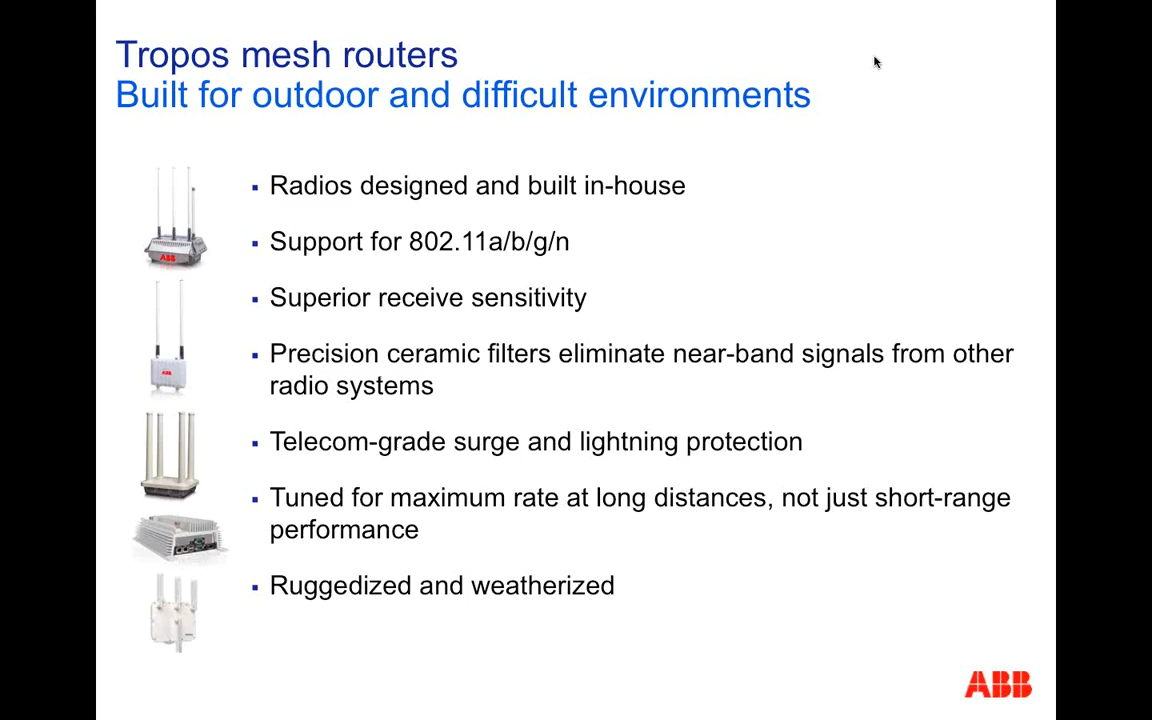 Tropos mesh routers
Built for outdoor and difficult environments
Radios designed and built in-house
Support for 802.11a/b/g/n
Superior receive sensitivity
Precision ceramic filters eliminate near-band signals from other
radio systems
Telecom-grade surge and lightning protection
Tuned for maximum rate at long distances, not just short-range
performance
Ruggedized and weatherized
ABB
ABB
ABB